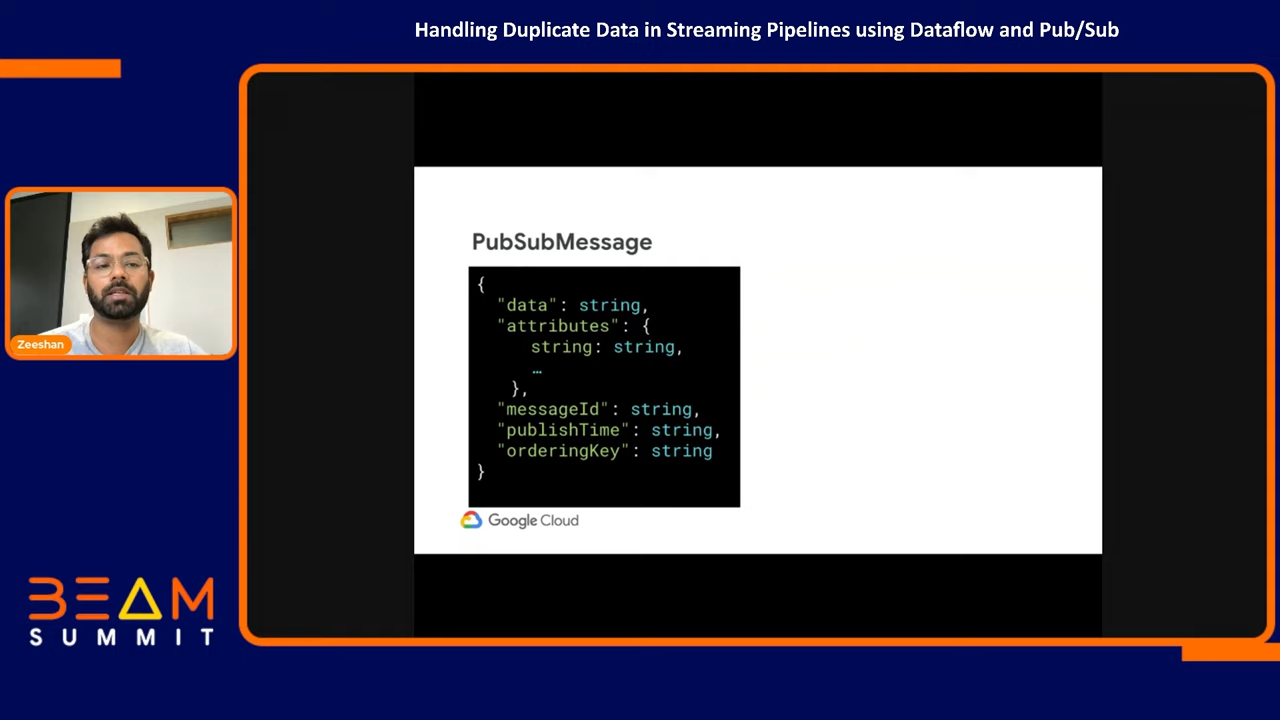 Handling Duplicate Data in Streaming Pipelines using Dataflow and Pub/Sub
Zeeshan
PubSubMessage
{
"data": string,
"attributes": {
string: string,
…
},
"messageId": string,
"publishTime": string,
"orderingKey": string
}
Google Cloud
BEAM
SUMMIT